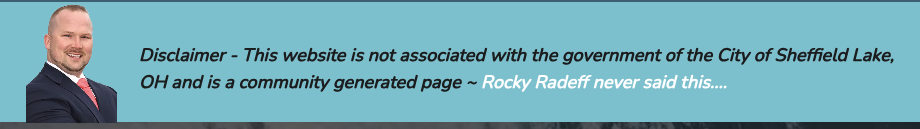 Disclaimer - This website is not associated with the government of the City of Sheffield Lake,
OH and is a community generated page ~ Rocky Radeff never said this....